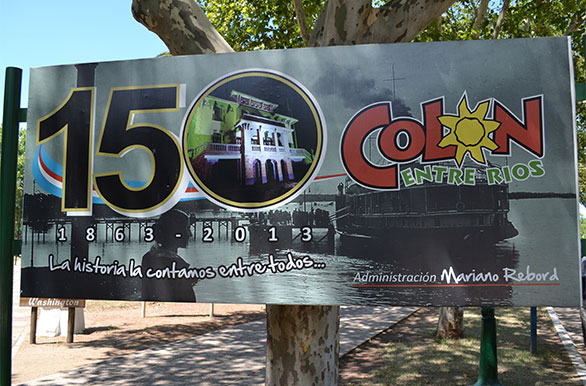 150
COLON
ENTRE RIOS
1863-2013
La historia la contamos entre todos...
Administración Mariano Rebord
Washington